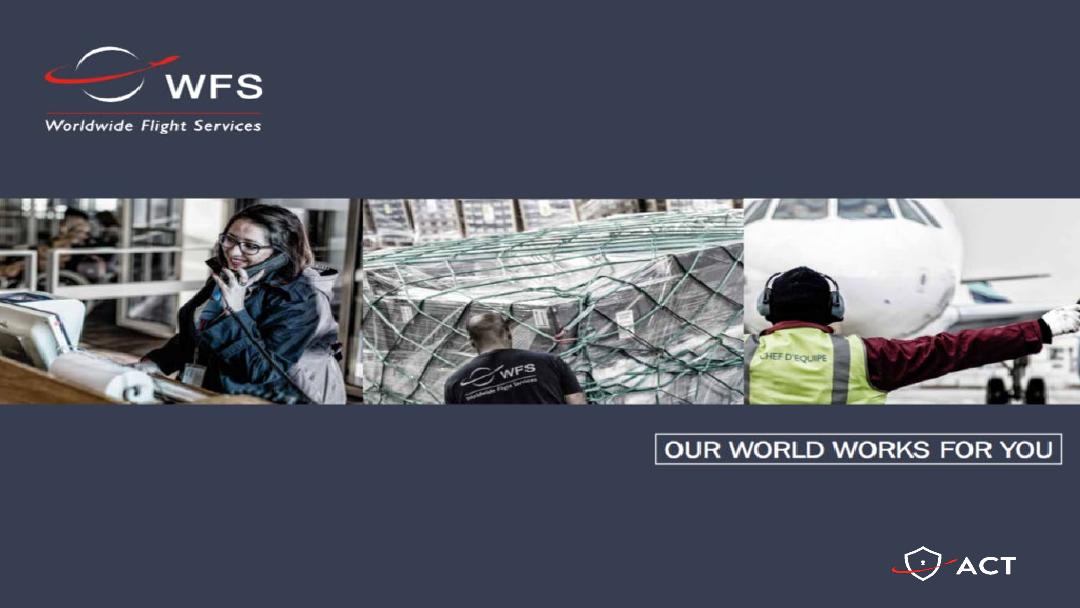 WFS
Worldwide Flight Services
WFS
Worldwide Flight Services
CHEF D'EQUIPE
OUR WORLD WORKS FOR YOU
ACT